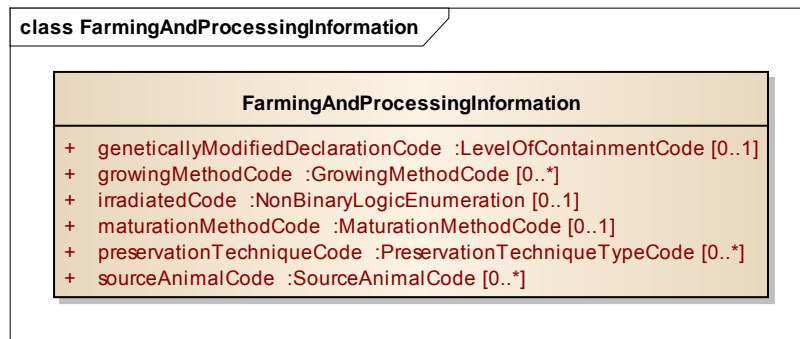 class FarmingAndProcessingInformation
FarmingAndProcessingInformation
+ geneticallyModifiedDeclarationCode :LevelOfContainmentCode [0..1]
+ growingMethodCode :GrowingMethodCode [0..*]
+ irradiatedCode :NonBinaryLogicEnumeration [0..1]
+ maturationMethodCode :MaturationMethodCode [0..1]
+ preservationTechniqueCode :PreservationTechniqueTypeCode [0..*]
+ sourceAnimalCode :SourceAnimalCode [0..*]